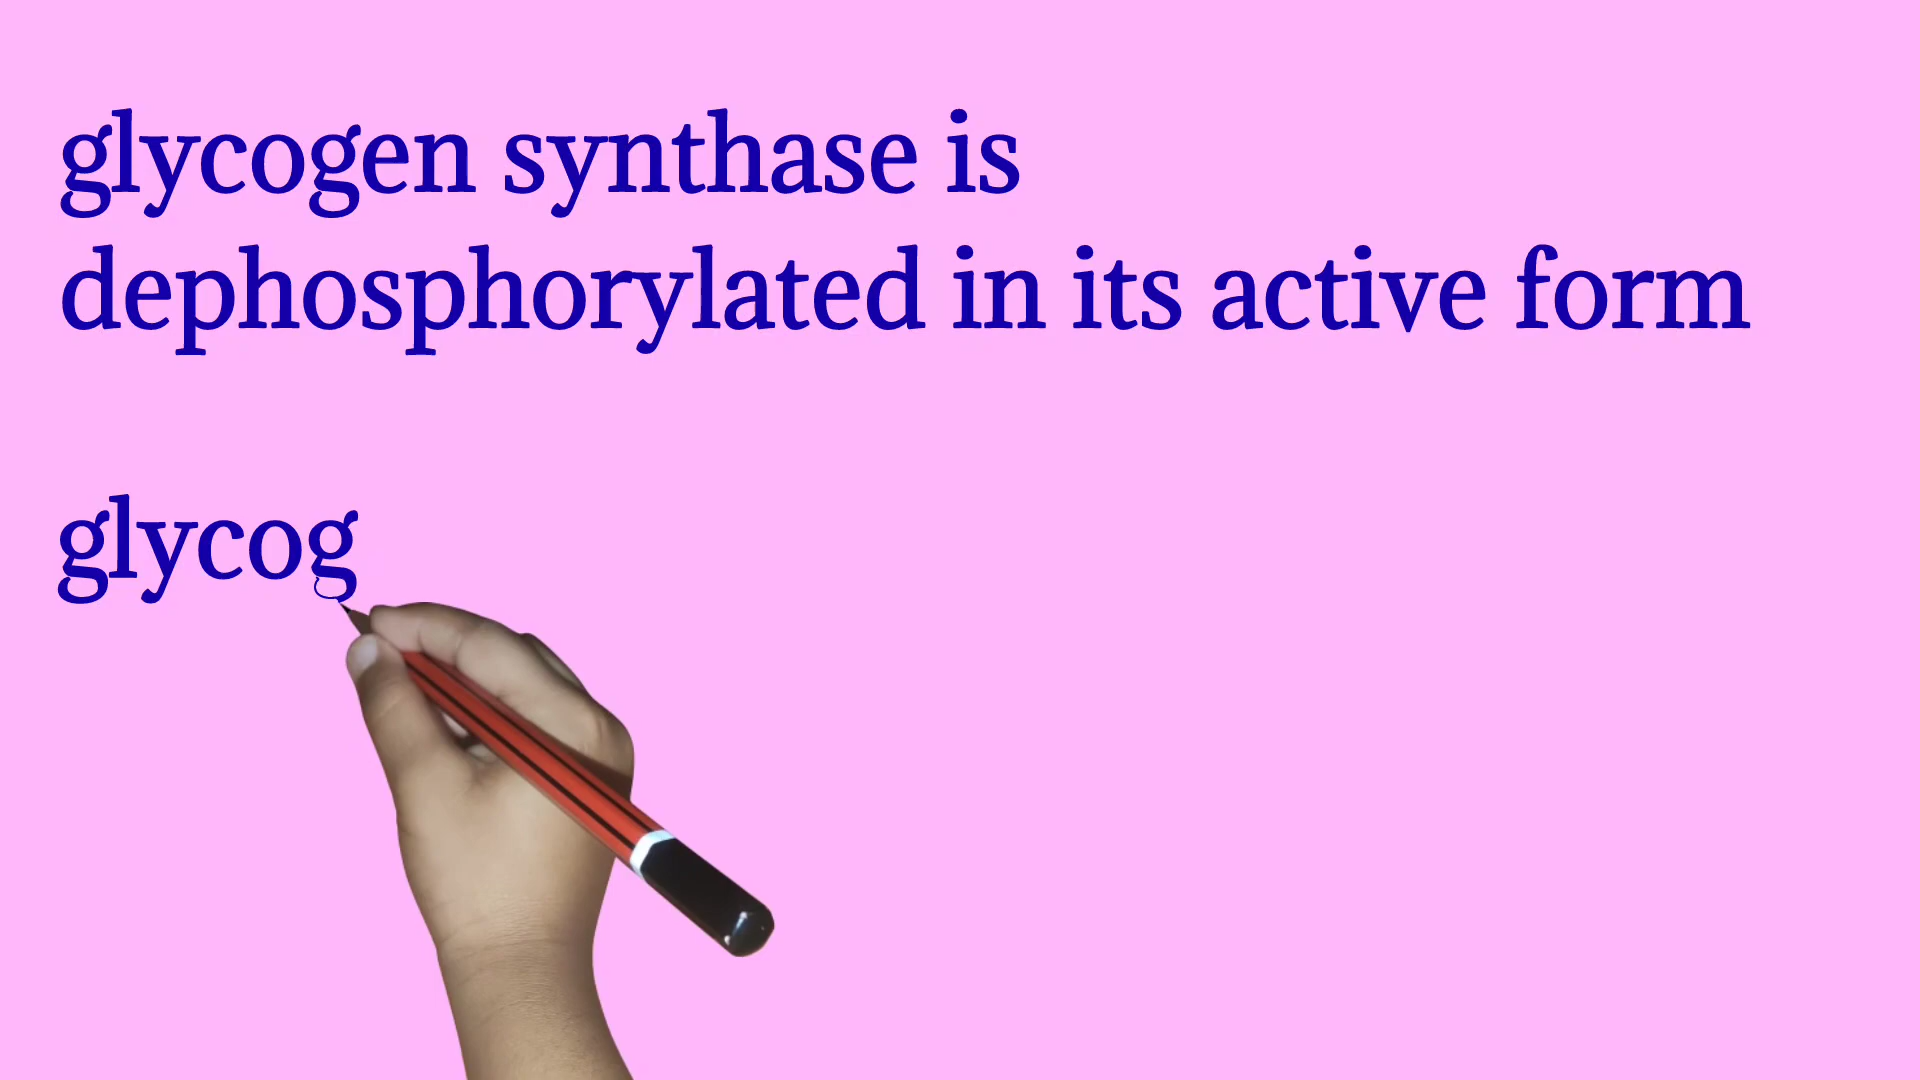 glycogen synthase is
dephosphorylated in its active form
glycog